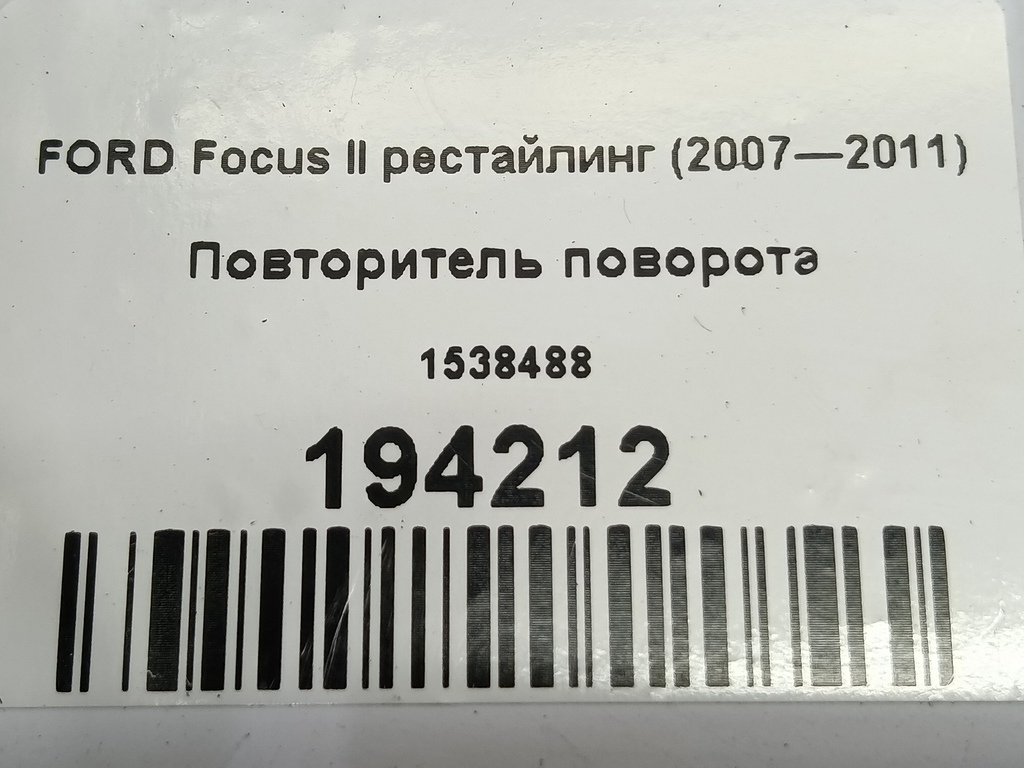 FORD Focus II рестайлинг (2007—2011)
Повторитель поворота
1538488
194212